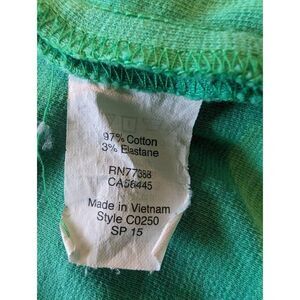 97% Cotton
3% Elastane
RN77388
CA56445
Made in Vietnam
Style C0250
SP 15